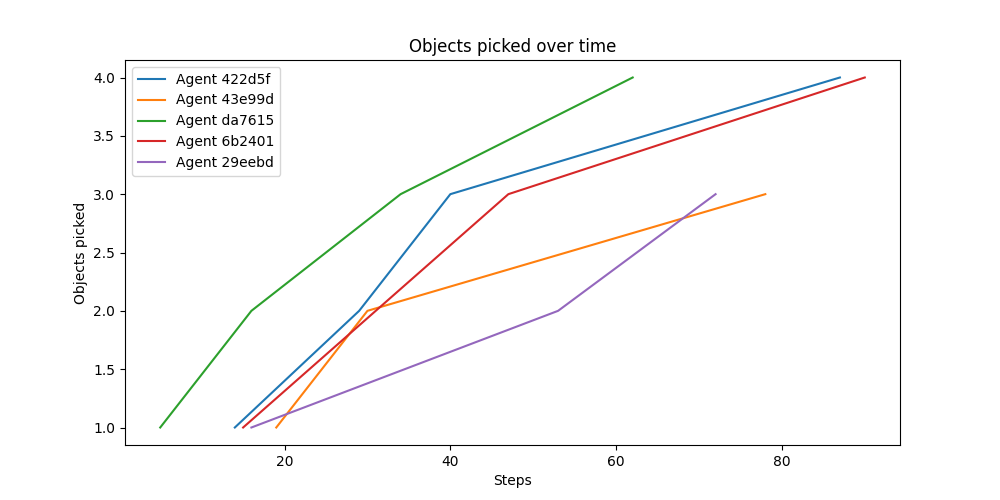 Objects picked over time
Agent 422d5f
Agent 43e99d
Agent da7615
Agent 6b2401
Agent 29eebd
Objects picked
4.0
3.5
3.0
2.5
2.0
1.5
1.0
20
40
60
80
Steps